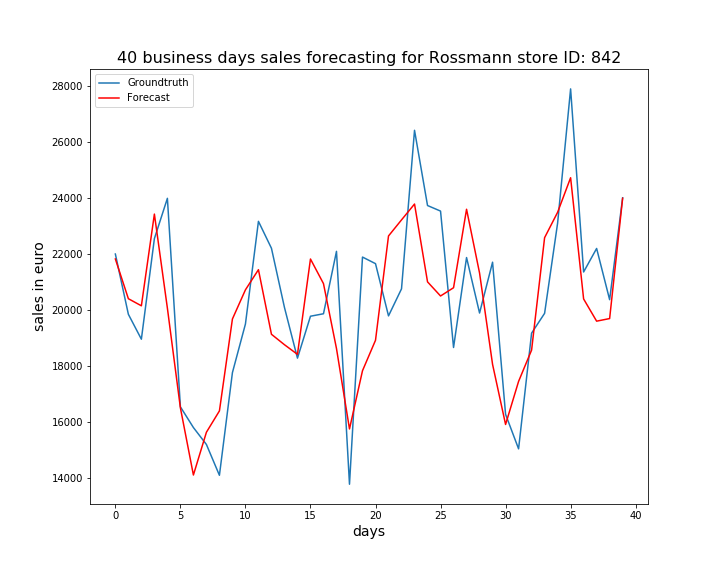 40 business days sales forecasting for Rossmann store ID: 842
Groundtruth
Forecast
28000
26000
24000
22000
20000
18000
16000
14000
sales in euro
0 5 10 15 20 25 30 35 40
days